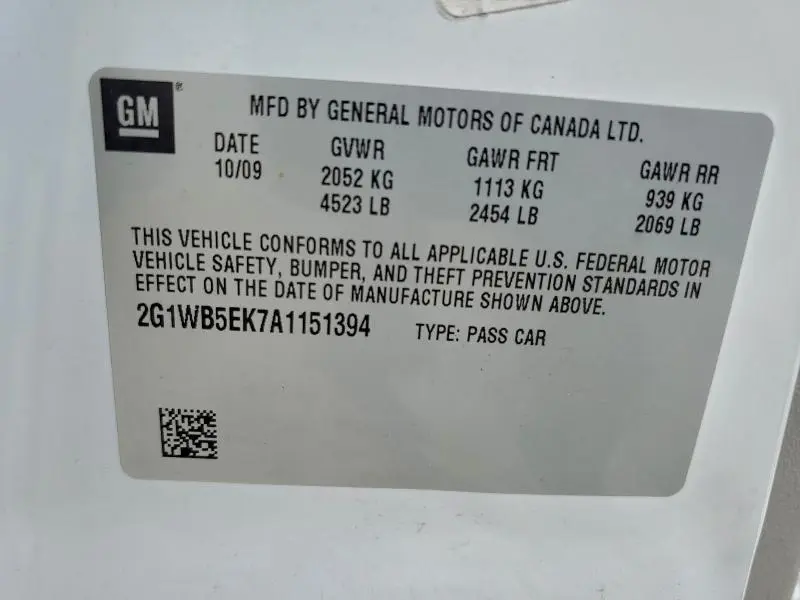 GM®
MFD BY GENERAL MOTORS OF CANADA LTD.
DATE GVWR GAWR FRT GAWR RR
10/09 2052 KG 1113 KG 939 KG
4523 LB 2454 LB 2069 LB
THIS VEHICLE CONFORMS TO ALL APPLICABLE U.S. FEDERAL MOTOR
VEHICLE SAFETY, BUMPER, AND THEFT PREVENTION STANDARDS IN
EFFECT ON THE DATE OF MANUFACTURE SHOWN ABOVE.
2G1WB5EK7A1151394 TYPE: PASS CAR